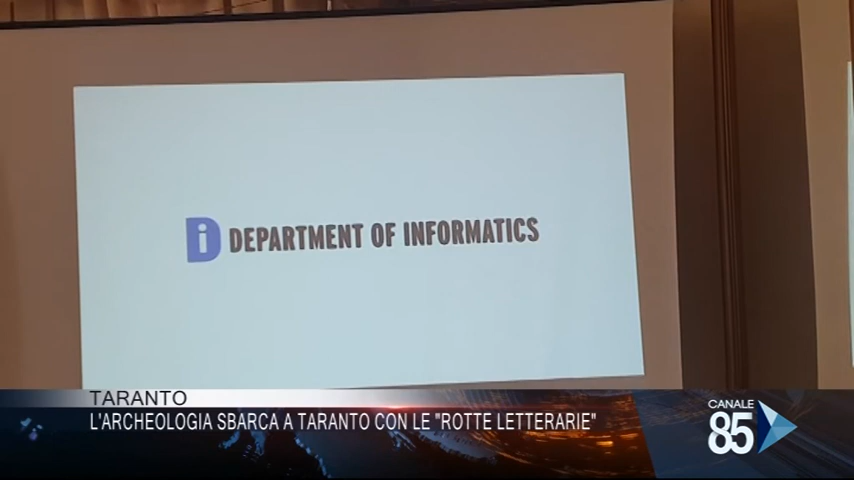 i DEPARTMENT OF INFORMATICS
TARANTO
L'ARCHEOLOGIA SBARCA A TARANTO CON LE "ROTTE LETTERARIE"
CANALE
85